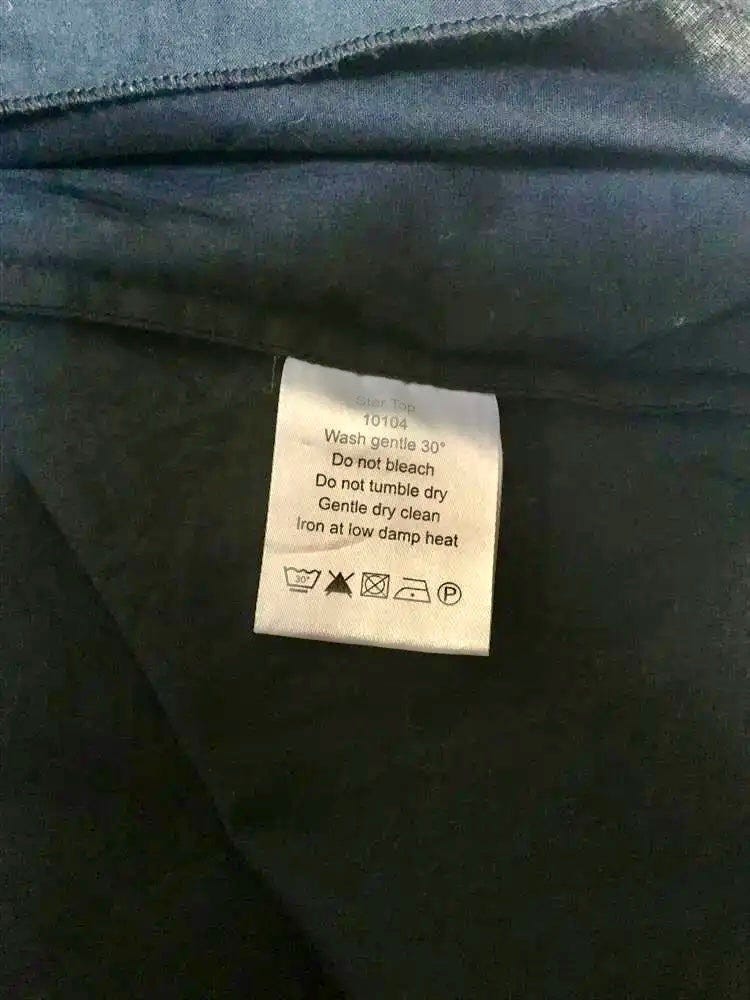 Star Top
10104
Wash gentle 30°
Do not bleach
Do not tumble dry
Gentle dry clean
Iron at low damp heat
30° P